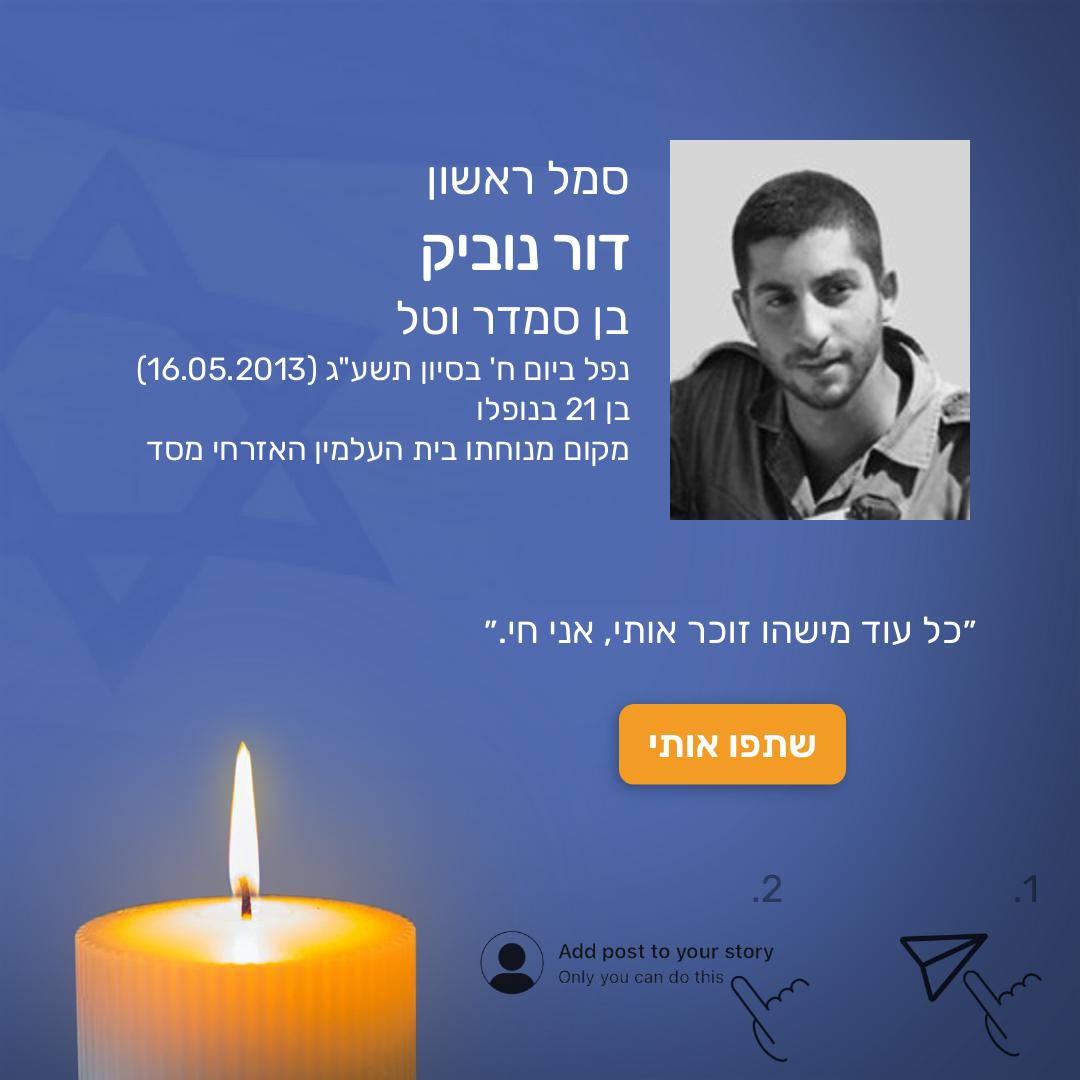 סמל ראשון
דור נוביק
בן סמדר וטל
נפל ביום ח' בסיון תשע"ג (16.05.2013)
בן 21 בנופלו
מקום מנוחתו בית העלמין האזרחי מסד
״כל עוד מישהו זוכר אותי, אני חי.״
שתפו אותי
.1
.2
Add post to your story
Only you can do this